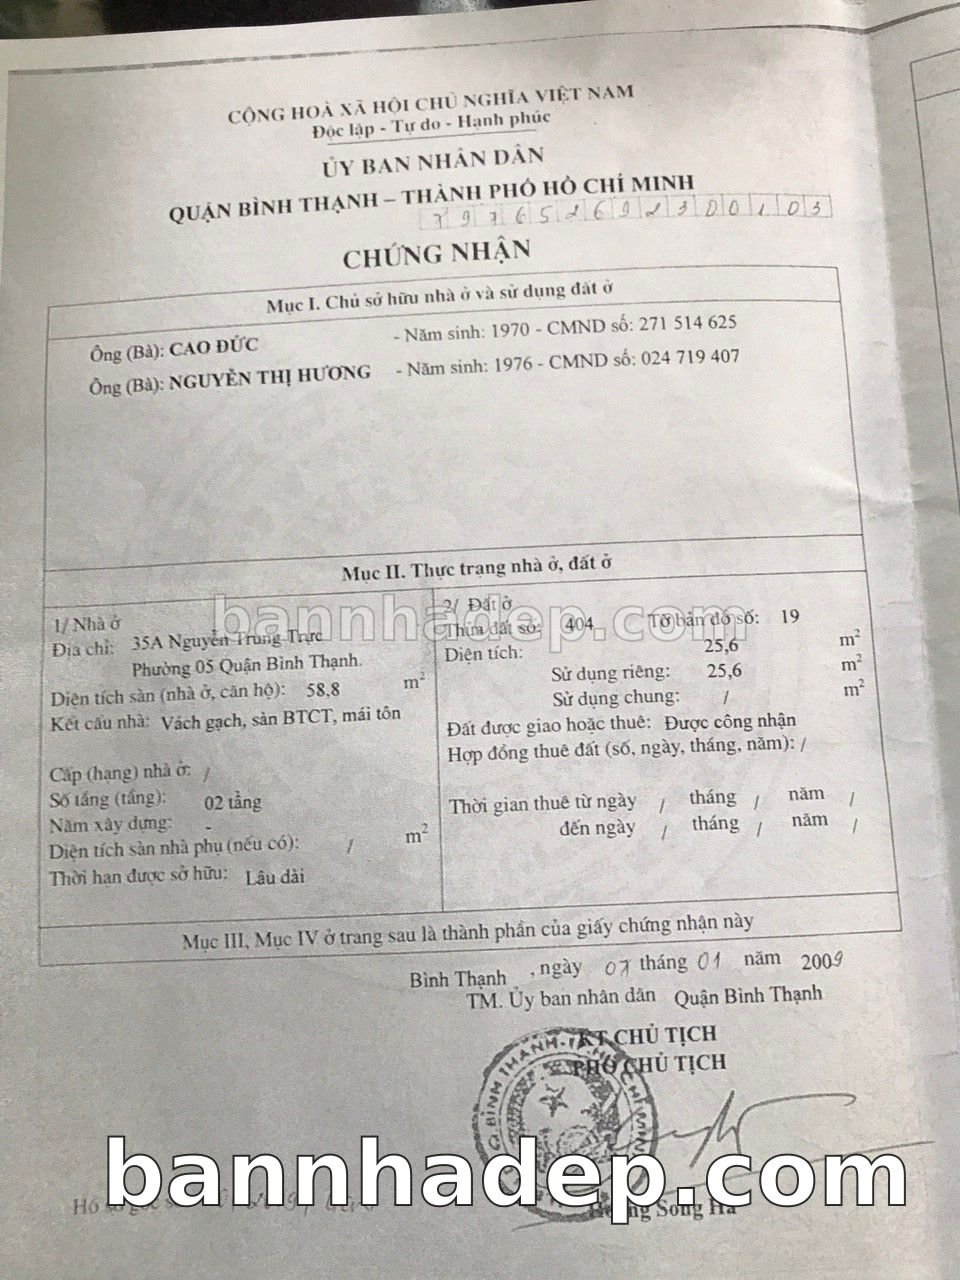 CỘNG HOÀ XÃ HỘI CHỦ NGHĨA VIỆT NAM
Độc lập - Tự do - Hạnh phúc
ỦY BAN NHÂN DÂN
QUẬN BÌNH THẠNH – THÀNH PHỐ HỒ CHÍ MINH
797652692300103
CHỨNG NHẬN
Mục I. Chủ sở hữu nhà ở và sử dụng đất ở
Ông (Bà): CAO ĐỨC - Năm sinh: 1970 - CMND số: 271 514 625
Ông (Bà): NGUYỄN THỊ HƯƠNG - Năm sinh: 1976 - CMND số: 024 719 407
Mục II. Thực trạng nhà ở, đất ở
bannhadep.com
1/ Nhà ở
Địa chỉ: 35A Nguyễn Trung Trực
Phường 05 Quận Bình Thạnh.
Diện tích sàn (nhà ở, căn hộ): 58,8 m²
Kết cấu nhà: Vách gạch, sàn BTCT, mái tôn
Cấp (hạng) nhà ở: /
Số tầng (tầng): 02 tầng
Năm xây dựng: -
Diện tích sàn nhà phụ (nếu có): / m²
Thời hạn được sở hữu: Lâu dài
2/ Đất ở
Thửa đất số: 404 Tờ bản đồ số: 19
Diện tích: 25,6 m²
Sử dụng riêng: 25,6 m²
Sử dụng chung: / m²
Đất được giao hoặc thuê: Được công nhận
Hợp đồng thuê đất (số, ngày, tháng, năm): /
Thời gian thuê từ ngày / tháng / năm /
đến ngày / tháng / năm /
Mục III, Mục IV ở trang sau là thành phần của giấy chứng nhận này
Bình Thạnh, ngày 07 tháng 01 năm 2009
TM. Ủy ban nhân dân Quận Bình Thạnh
KT CHỦ TỊCH
PHÓ CHỦ TỊCH
bannhadep.com
Hồ sơ gốc
Song Hà